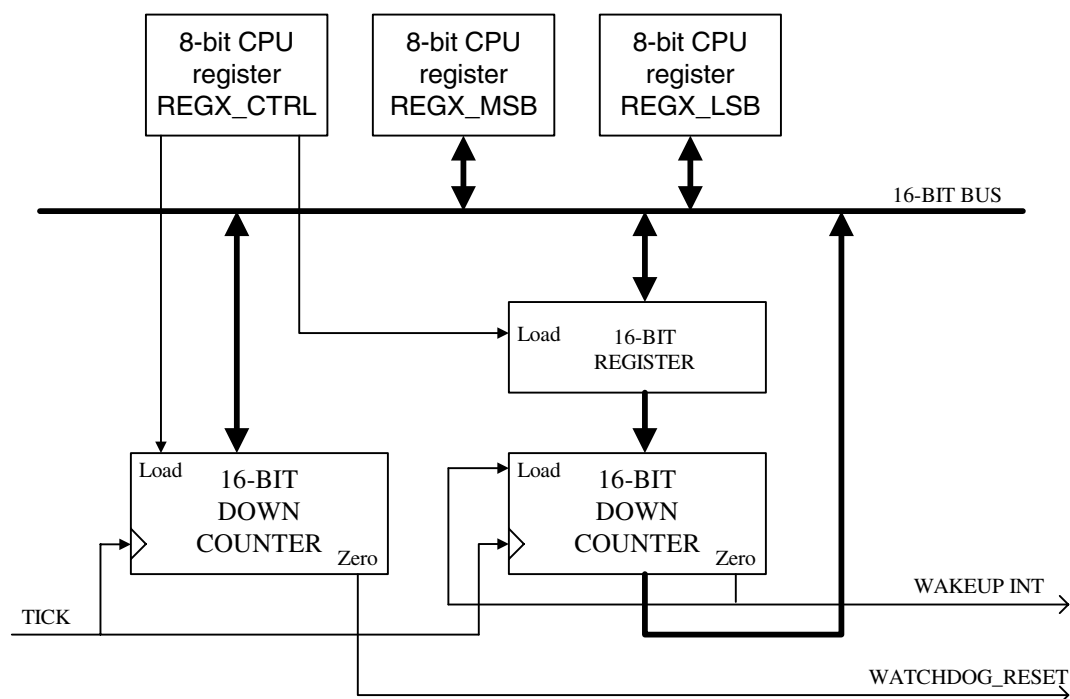 8-bit CPU
register
REGX_CTRL
8-bit CPU
register
REGX_MSB
8-bit CPU
register
REGX_LSB
16-BIT BUS
Load
16-BIT
REGISTER
Load
16-BIT
DOWN
COUNTER
Zero
Load
16-BIT
DOWN
COUNTER
Zero
WAKEUP INT
TICK
WATCHDOG_RESET